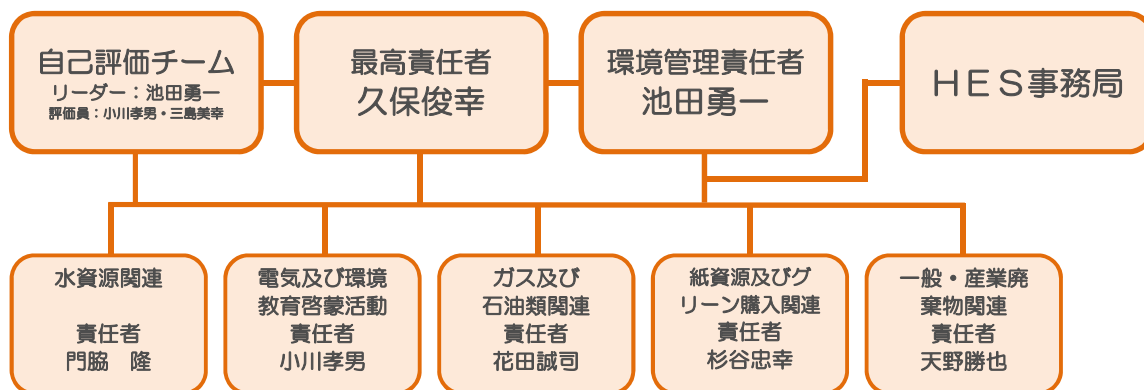 自己評価チーム
リーダー：池田勇一
評価員：小川孝男・三島美幸
最高責任者
久保俊幸
環境管理責任者
池田勇一
ＨＥＳ事務局
水資源関連
責任者
門脇　隆
電気及び環境
教育啓蒙活動
責任者
小川孝男
ガス及び
石油類関連
責任者
花田誠司
紙資源及びグ
リーン購入関連
責任者
杉谷忠幸
一般・産業廃
棄物関連
責任者
天野勝也